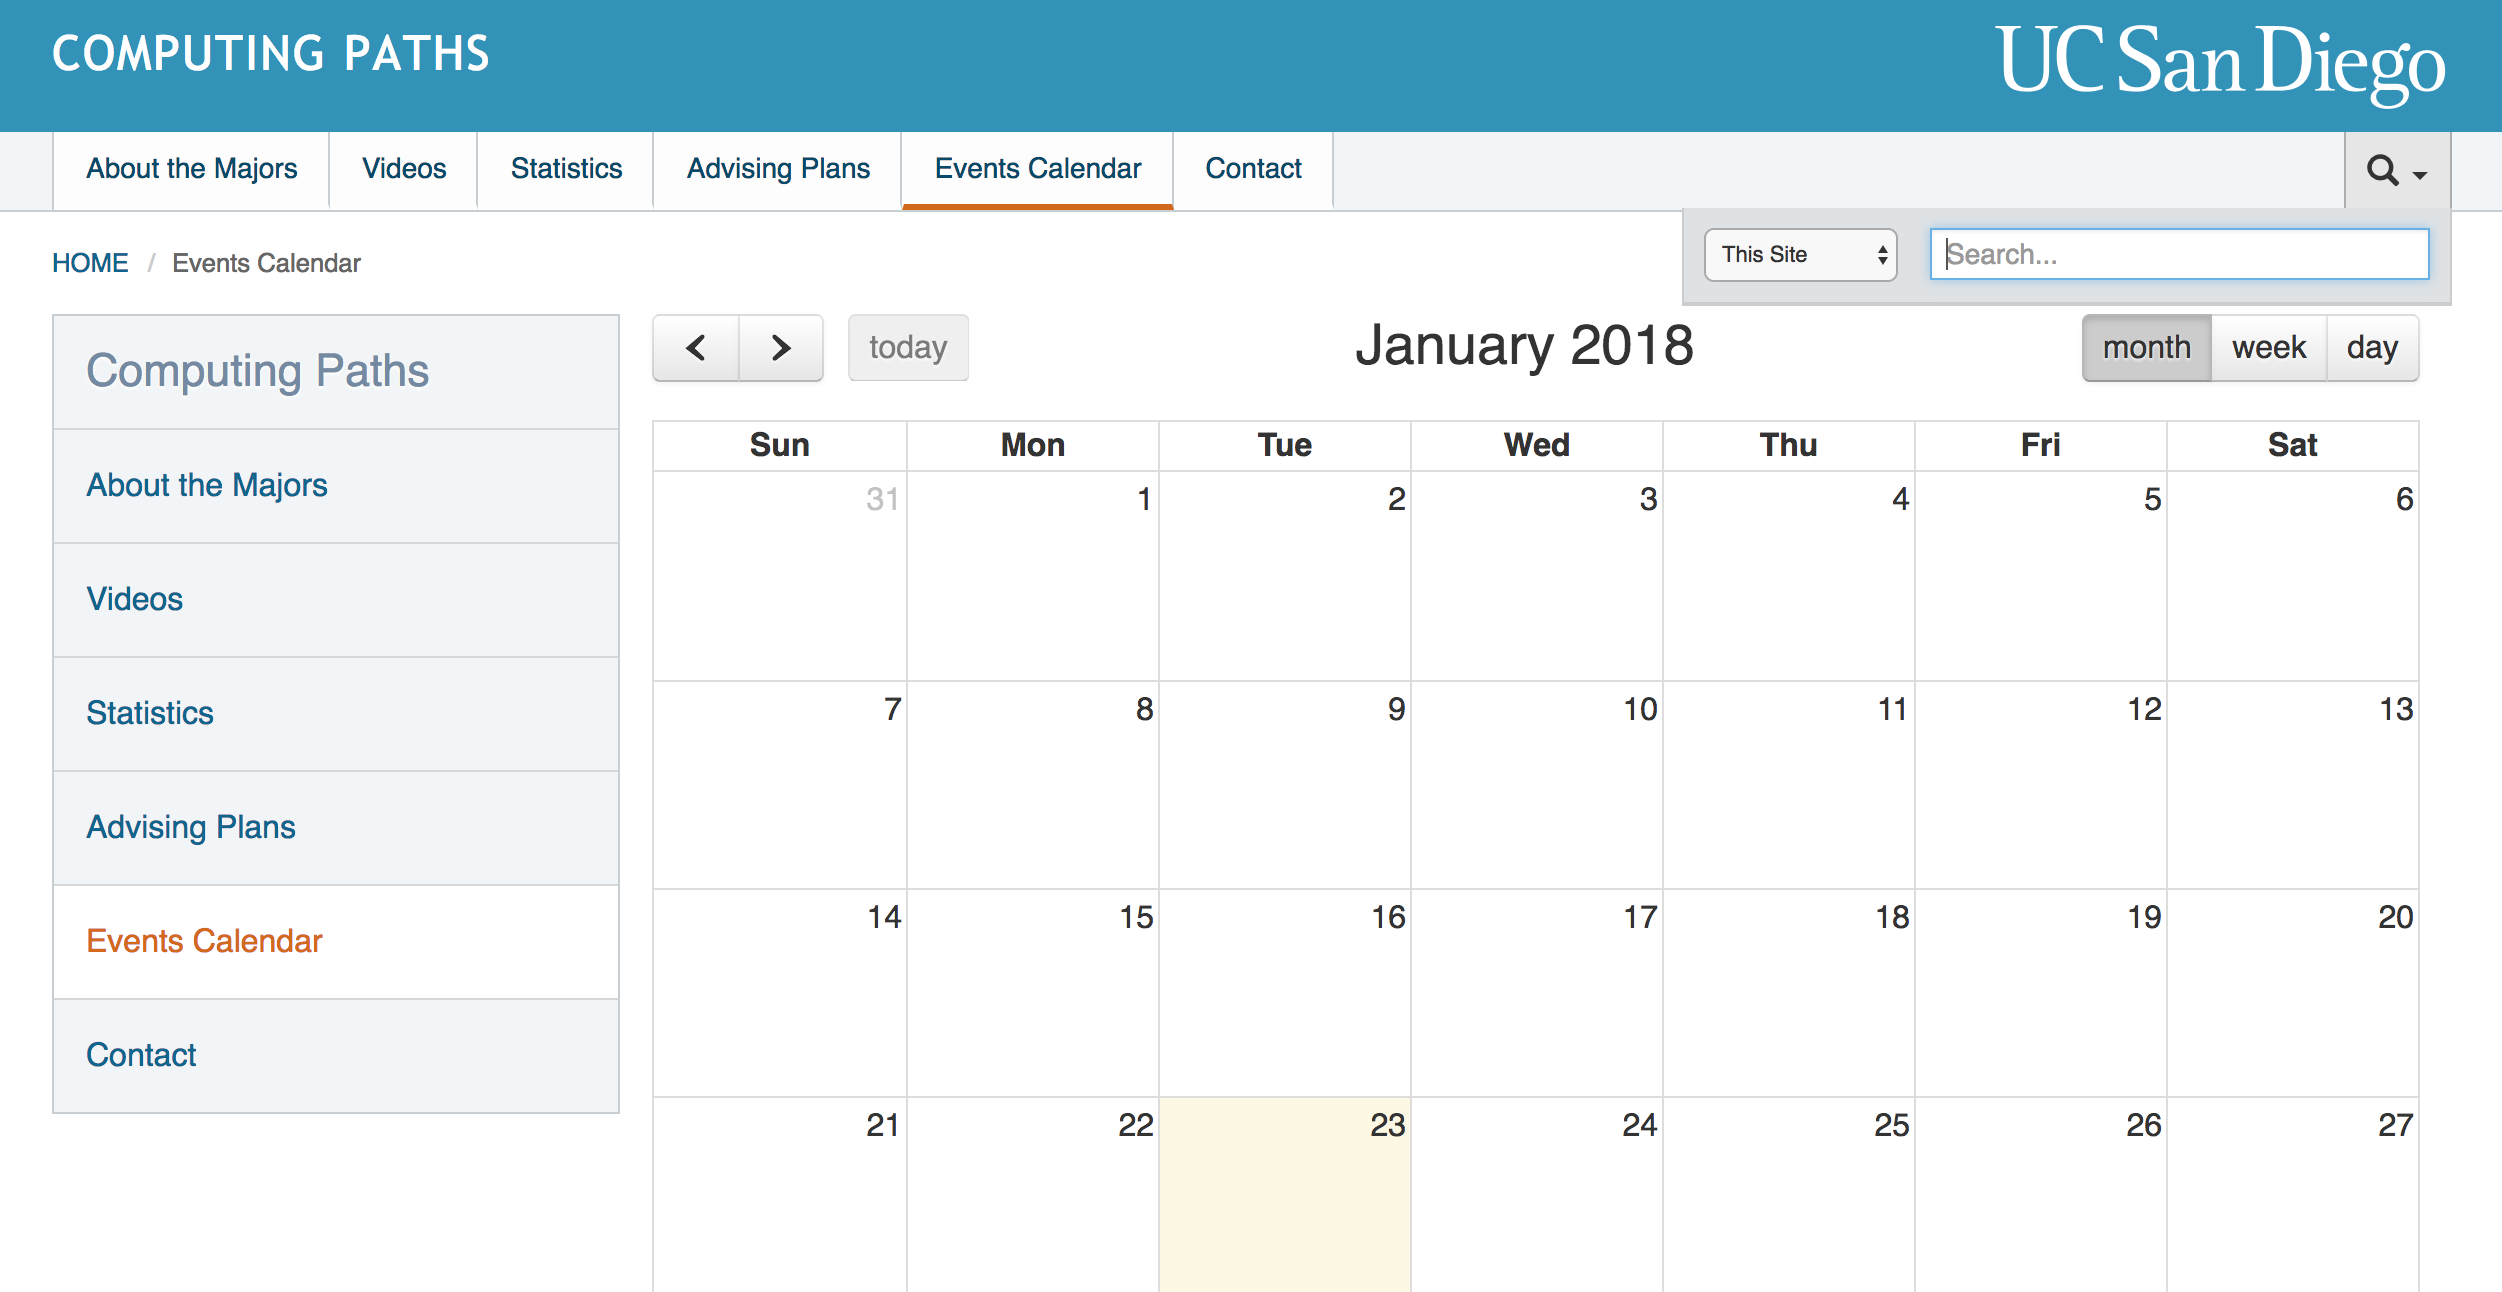 COMPUTING PATHS
UC San Diego
About the Majors Videos Statistics Advising Plans Events Calendar Contact
HOME / Events Calendar
This Site Search...
Computing Paths
About the Majors
Videos
Statistics
Advising Plans
Events Calendar
Contact
today January 2018 month week day
Sun Mon Tue Wed Thu Fri Sat
31 1 2 3 4 5 6
7 8 9 10 11 12 13
14 15 16 17 18 19 20
21 22 23 24 25 26 27